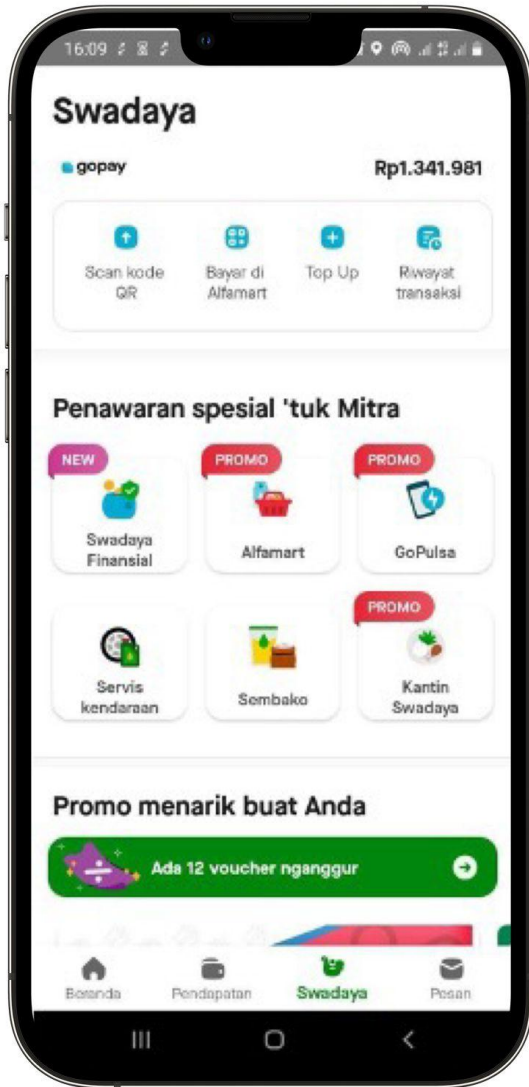 16:09
Swadaya
gopay
Rp1.341.981
Scan kode
QR
Bayar di
Alfamart
Top Up
Riwayat
transaksi
Penawaran spesial 'tuk Mitra
NEW
Swadaya
Finansial
PROMO
Alfamart
PROMO
GoPulsa
Servis
kendaraan
Sembako
PROMO
Kantin
Swadaya
Promo menarik buat Anda
Ada 12 voucher nganggur
Beranda
Pendapatan
Swadaya
Pesan